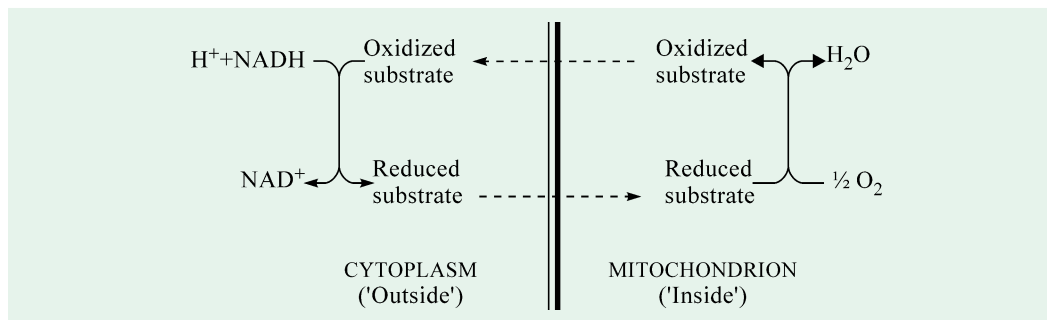 H⁺+NADH
Oxidized
substrate
Oxidized
substrate
H₂O
NAD⁺
Reduced
substrate
Reduced
substrate
½ O₂
CYTOPLASM
('Outside')
MITOCHONDRION
('Inside')